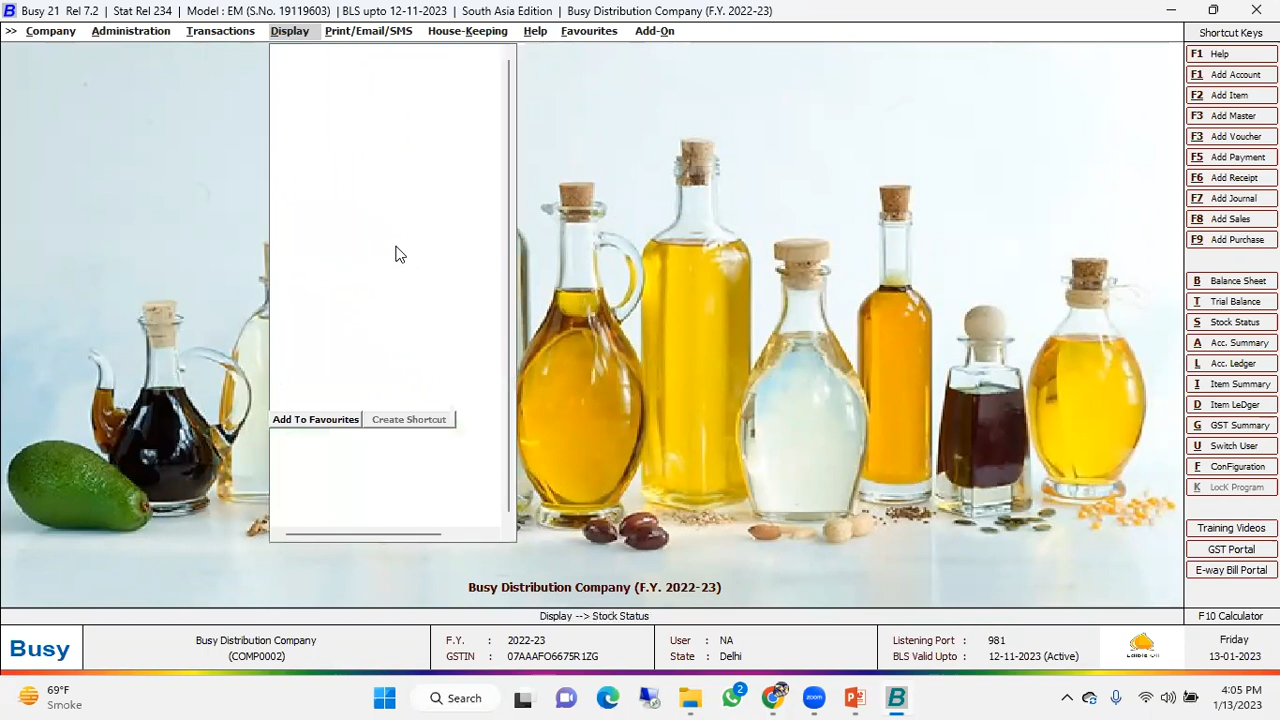 Busy 21 Rel 7.2 | Stat Rel 234 | Model : EM (S.No. 19119603) | BLS upto 12-11-2023 | South Asia Edition | Busy Distribution Company (F.Y. 2022-23)
>> Company Administration Transactions Display Print/Email/SMS House-Keeping Help Favourites Add-On
Shortcut Keys
F1 Help
F1 Add Account
F2 Add Item
F3 Add Master
F3 Add Voucher
F5 Add Payment
F6 Add Receipt
F7 Add Journal
F8 Add Sales
F9 Add Purchase
B Balance Sheet
T Trial Balance
S Stock Status
A Acc. Summary
L Acc. Ledger
I Item Summary
D Item LeDger
G GST Summary
U Switch User
F ConFiguration
K LocK Program
Training Videos
GST Portal
E-way Bill Portal
Add To Favourites Create Shortcut
Busy Distribution Company (F.Y. 2022-23)
Display --> Stock Status
F10 Calculator
Busy
Busy Distribution Company
(COMP0002)
F.Y. : 2022-23
GSTIN : 07AAAFO6675R1ZG
User : NA
State : Delhi
Listening Port : 981
BLS Valid Upto : 12-11-2023 (Active)
Edible Oil
Friday
13-01-2023
69°F
Smoke
Search
2
zoom
4:05 PM
1/13/2023